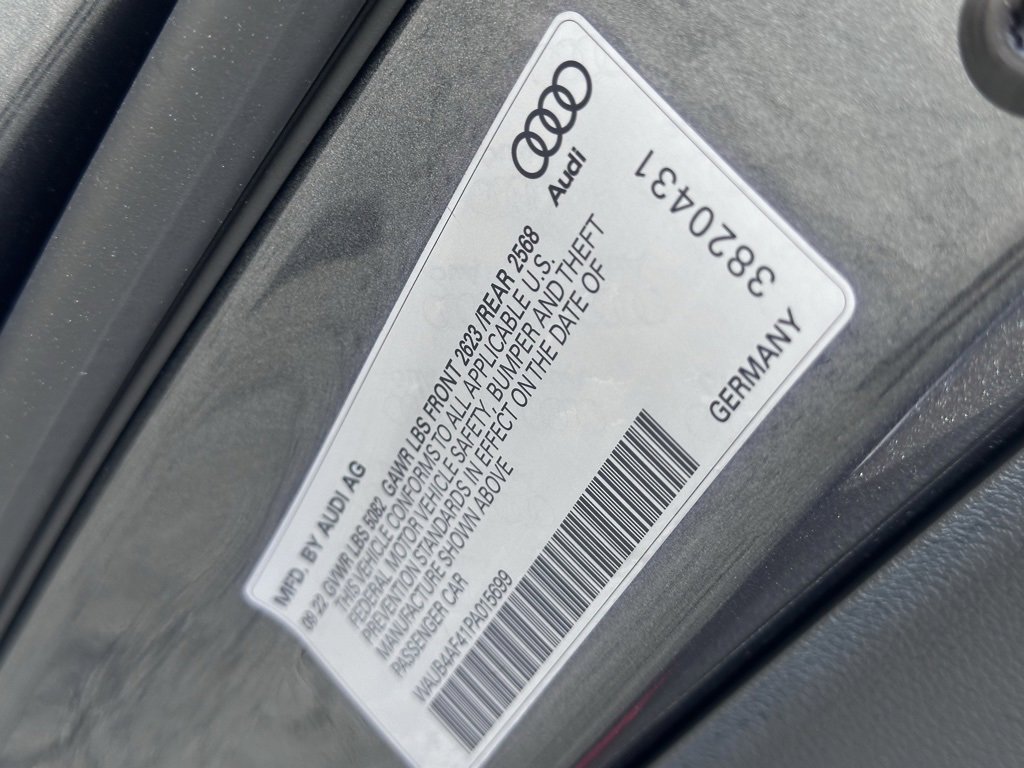 Audi
MFD. BY AUDI AG
08/22 GVWR LBS 5082 GAWR LBS FRONT 2623 /REAR 2568
THIS VEHICLE CONFORMS TO ALL APPLICABLE U.S.
FEDERAL MOTOR VEHICLE SAFETY, BUMPER AND THEFT
PREVENTION STANDARDS IN EFFECT ON THE DATE OF
MANUFACTURE SHOWN ABOVE
PASSENGER CAR
WAUB4AF41PA015699
GERMANY
3820431